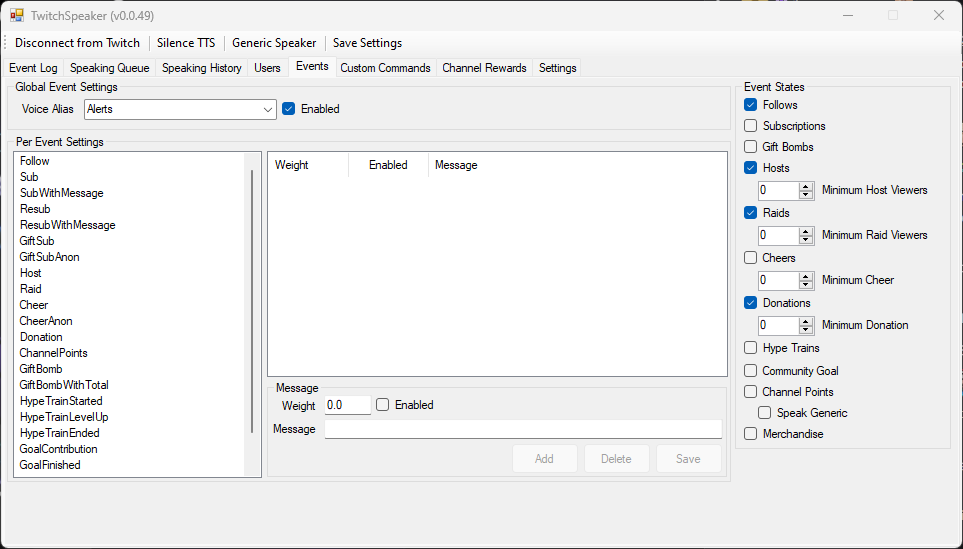 TwitchSpeaker (v0.0.49)
Disconnect from Twitch Silence TTS Generic Speaker Save Settings
Event Log Speaking Queue Speaking History Users Events Custom Commands Channel Rewards Settings
Global Event Settings
Voice Alias Alerts Enabled
Per Event Settings
Follow
Sub
SubWithMessage
Resub
ResubWithMessage
GiftSub
GiftSubAnon
Host
Raid
Cheer
CheerAnon
Donation
ChannelPoints
GiftBomb
GiftBombWithTotal
HypeTrainStarted
HypeTrainLevelUp
HypeTrainEnded
GoalContribution
GoalFinished
Weight Enabled Message
Message
Weight 0.0 Enabled
Message
Add Delete Save
Event States
Follows
Subscriptions
Gift Bombs
Hosts
0 Minimum Host Viewers
Raids
0 Minimum Raid Viewers
Cheers
0 Minimum Cheer
Donations
0 Minimum Donation
Hype Trains
Community Goal
Channel Points
Speak Generic
Merchandise